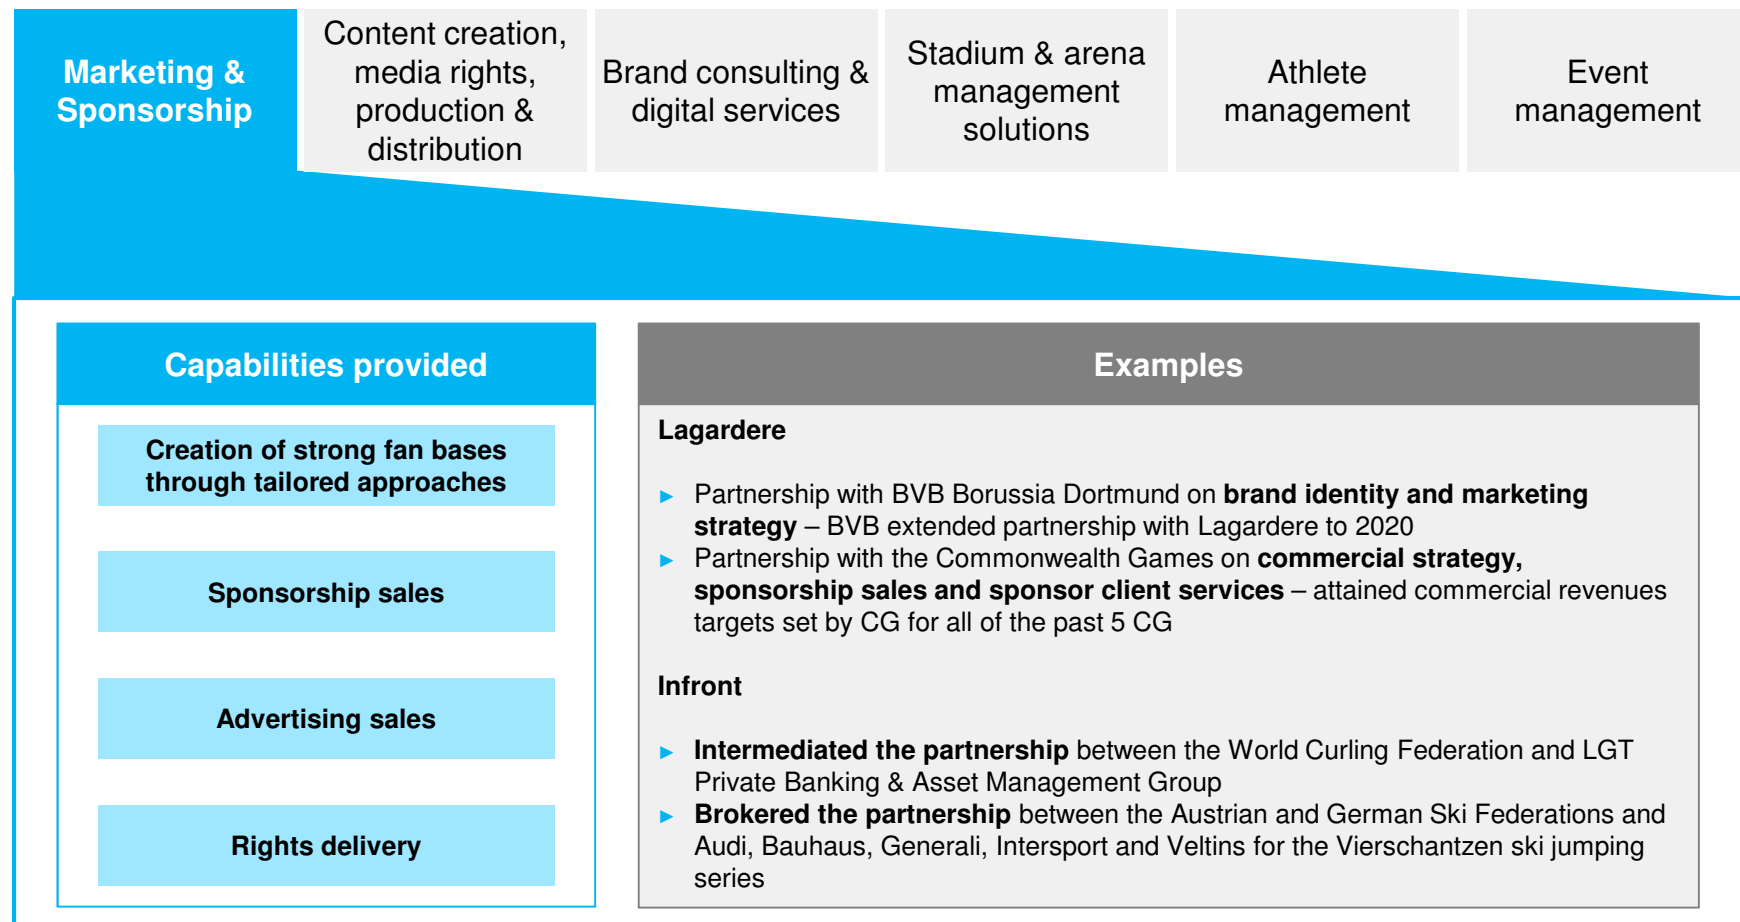 Marketing &
Sponsorship
Content creation,
media rights,
production &
distribution
Brand consulting &
digital services
Stadium & arena
management
solutions
Athlete
management
Event
management
Capabilities provided
Creation of strong fan bases
through tailored approaches
Sponsorship sales
Advertising sales
Rights delivery
Examples
Lagardere
► Partnership with BVB Borussia Dortmund on brand identity and marketing
strategy – BVB extended partnership with Lagardere to 2020
► Partnership with the Commonwealth Games on commercial strategy,
sponsorship sales and sponsor client services – attained commercial revenues
targets set by CG for all of the past 5 CG
Infront
► Intermediated the partnership between the World Curling Federation and LGT
Private Banking & Asset Management Group
► Brokered the partnership between the Austrian and German Ski Federations and
Audi, Bauhaus, Generali, Intersport and Veltins for the Vierschantzen ski jumping
series